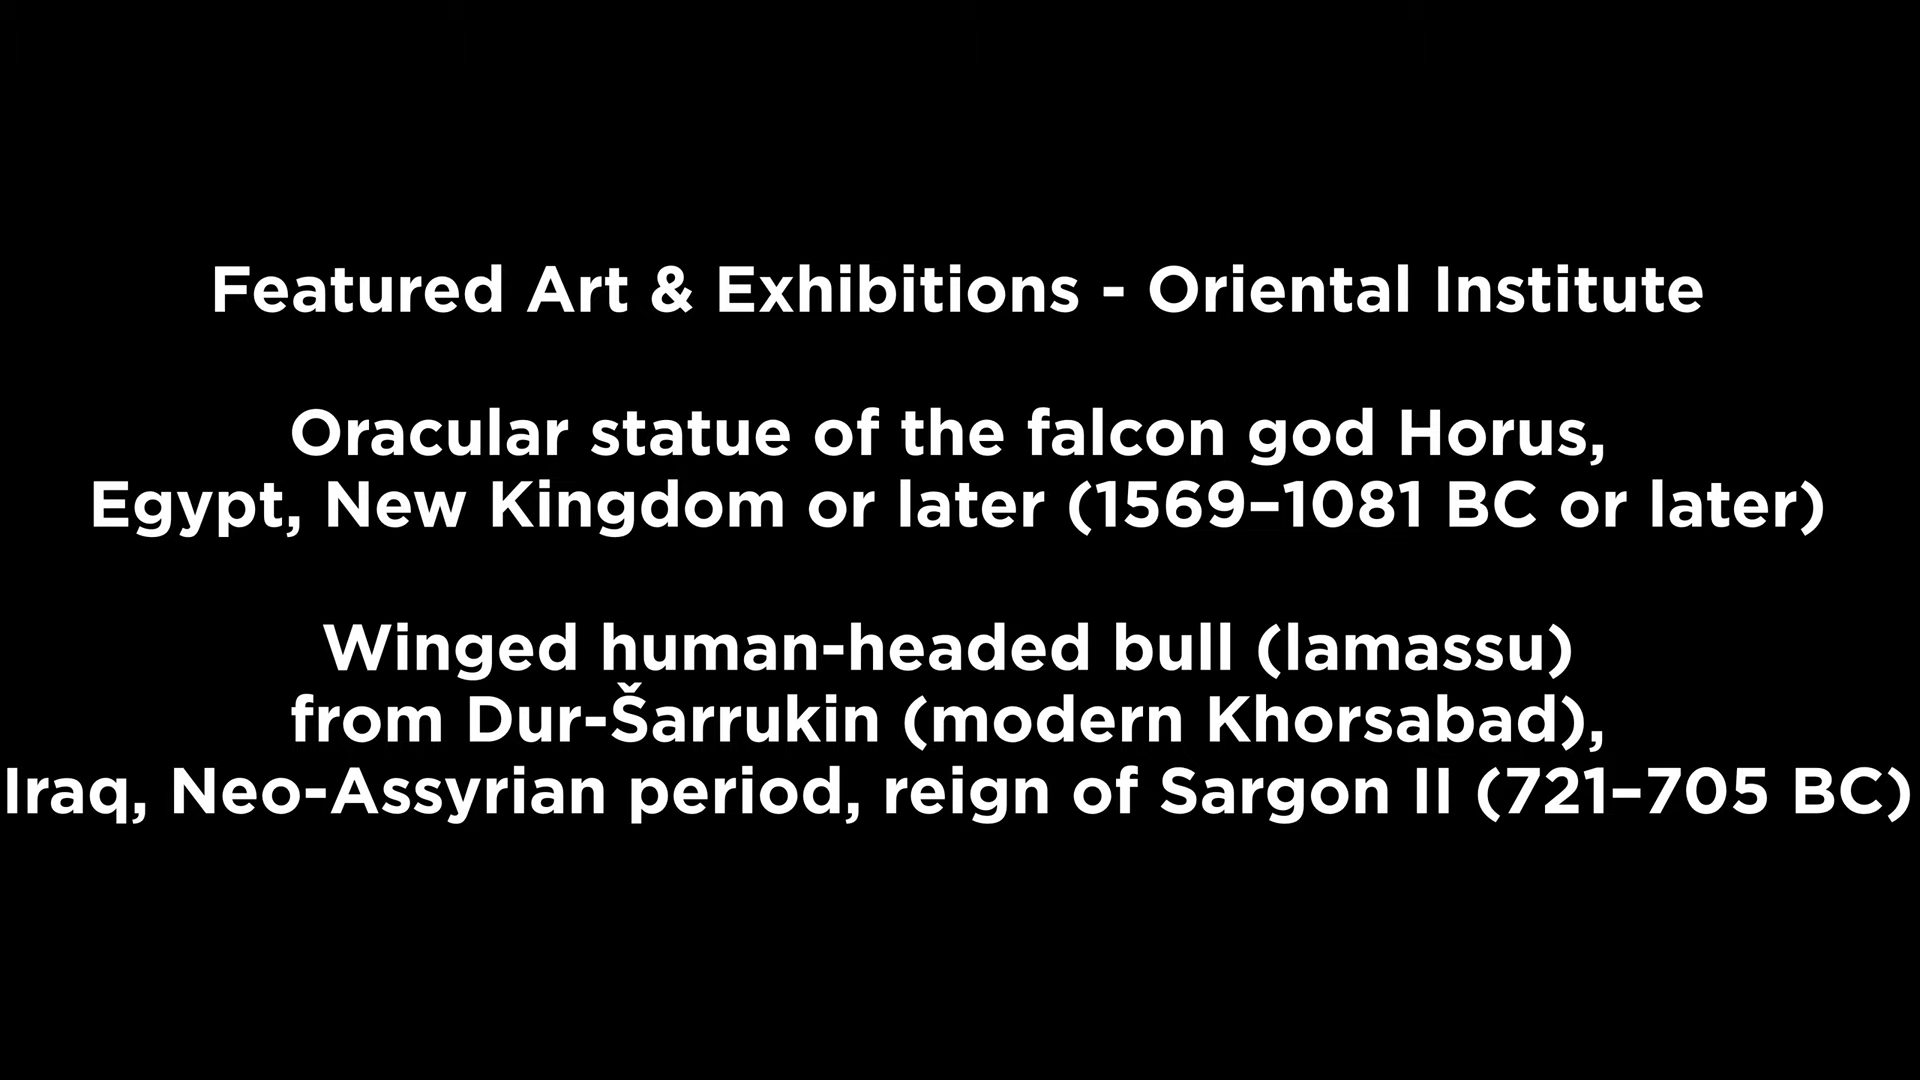 Featured Art & Exhibitions - Oriental Institute
Oracular statue of the falcon god Horus,
Egypt, New Kingdom or later (1569–1081 BC or later)
Winged human-headed bull (lamassu)
from Dur-Šarrukin (modern Khorsabad),
Iraq, Neo-Assyrian period, reign of Sargon II (721–705 BC)